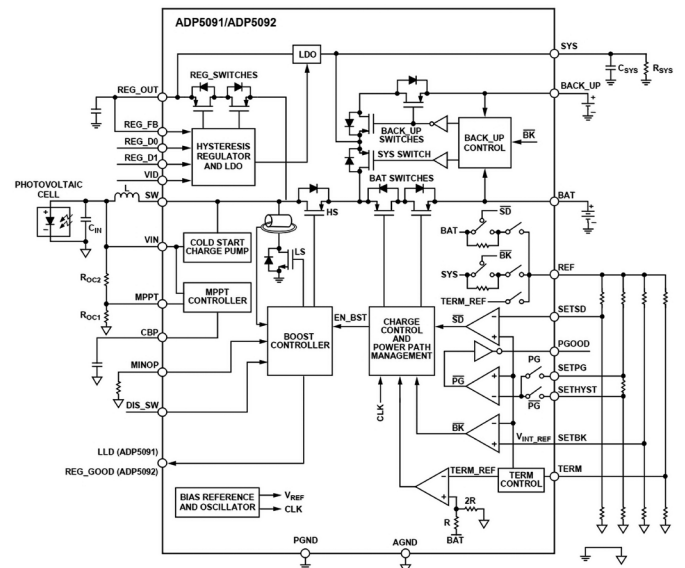 ADP5091/ADP5092
LDO
SYS
C_SYS
R_SYS
REG_OUT
REG_SWITCHES
BACK_UP
+
REG_FB
REG_D0
REG_D1
VID
HYSTERESIS
REGULATOR
AND LDO
BACK_UP
SWITCHES
SYS SWITCH
BACK_UP
CONTROL
BK
PHOTOVOLTAIC
CELL
L
SW
HS
BAT SWITCHES
BAT
+
C_IN
VIN
COLD START
CHARGE PUMP
LS
SD
BAT
BK
SYS
TERM_REF
REF
R_OC2
MPPT
MPPT
CONTROLLER
R_OC1
CBP
BOOST
CONTROLLER
EN_BST
CHARGE
CONTROL
AND
POWER PATH
MANAGEMENT
SD
–
+
SETSD
PGOOD
MINOP
PG
SETPG
PG
–
+
PG
SETHYST
CLK
DIS_SW
BK
–
+
V_INT_REF
SETBK
LLD (ADP5091)
REG_GOOD (ADP5092)
TERM_REF
–
+
TERM
CONTROL
TERM
2R
R
BAT
BIAS REFERENCE
AND OSCILLATOR
V_REF
CLK
PGND
AGND